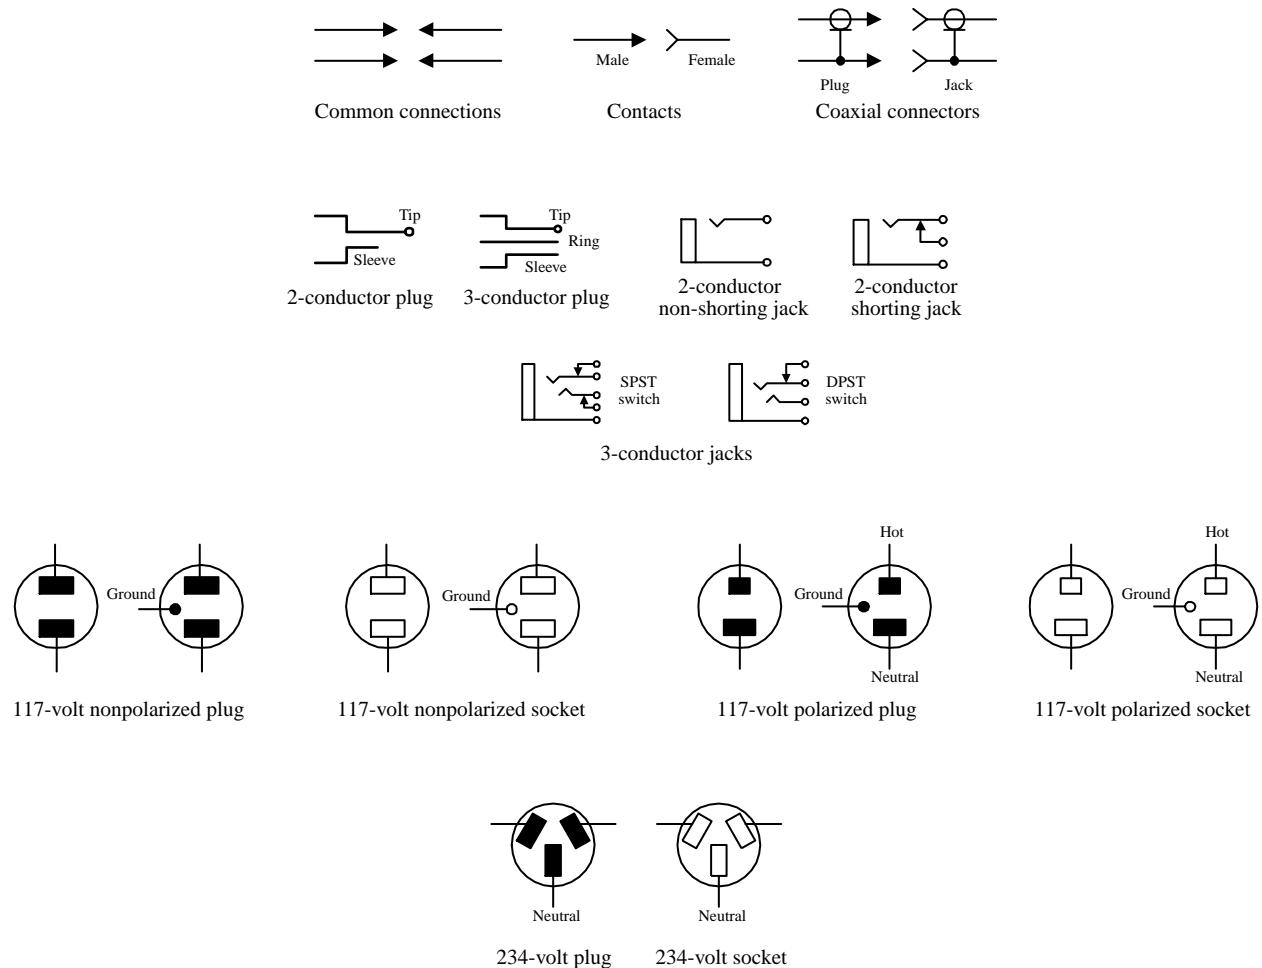 Male
Female
Plug
Jack
Common connections
Contacts
Coaxial connectors
Tip
Sleeve
Tip
Ring
Sleeve
2-conductor plug
3-conductor plug
2-conductor
non-shorting jack
2-conductor
shorting jack
SPST
switch
DPST
switch
3-conductor jacks
Ground
Ground
Hot
Ground
Neutral
Hot
Ground
Neutral
117-volt nonpolarized plug
117-volt nonpolarized socket
117-volt polarized plug
117-volt polarized socket
Neutral
Neutral
234-volt plug
234-volt socket